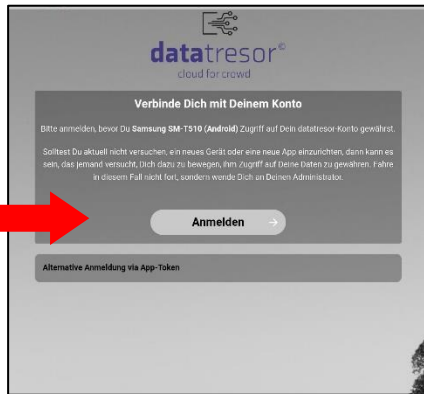 datatresor©
cloud for crowd
Verbinde Dich mit Deinem Konto
Bitte anmelden, bevor Du Samsung SM-T510 (Android) Zugriff auf Dein datatresor-Konto gewährst.
Solltest Du aktuell nicht versuchen, ein neues Gerät oder eine neue App einzurichten, dann kann es
sein, das jemand versucht, Dich dazu zu bewegen, ihm Zugriff auf Deine Daten zu gewähren. Fahre
in diesem Fall nicht fort, sondern wende Dich an Deinen Administrator.
Anmelden
Alternative Anmeldung via App-Token